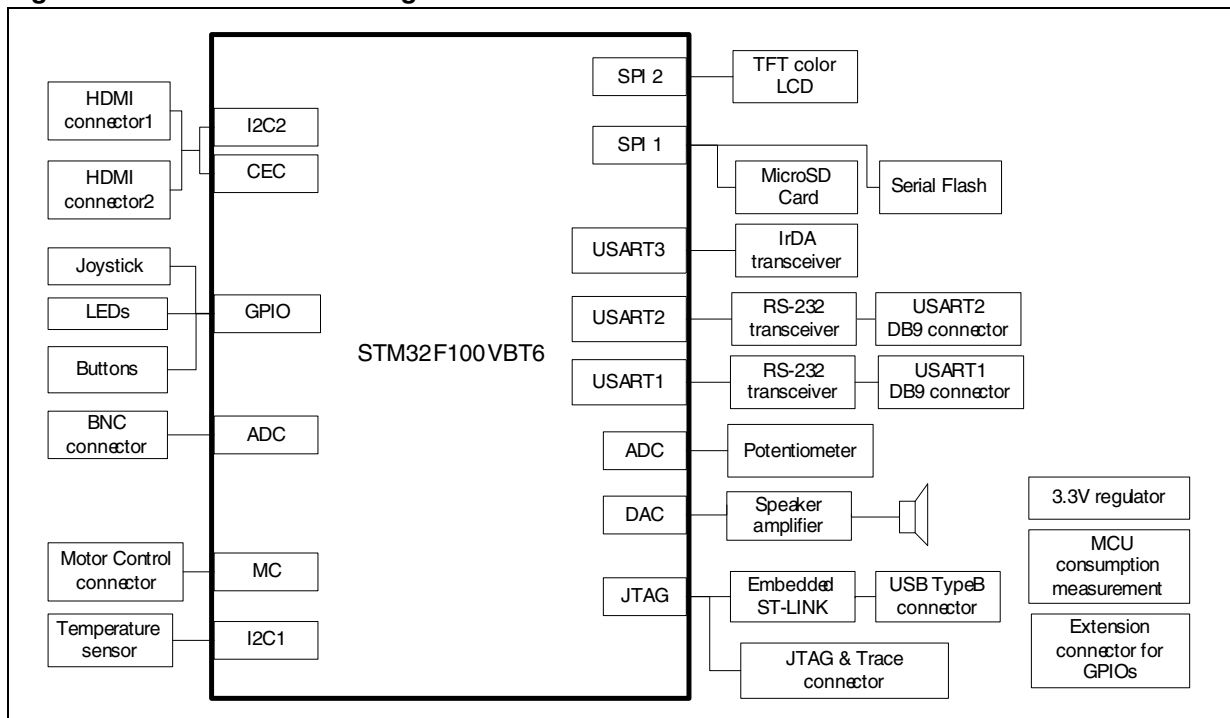 HDMI
connector1
HDMI
connector2
Joystick
LEDs
Buttons
BNC
connector
Motor Control
connector
Temperature
sensor
I2C2
CEC
GPIO
ADC
MC
I2C1
STM32F100VBT6
SPI 2
SPI 1
USART3
USART2
USART1
ADC
DAC
JTAG
TFT color
LCD
MicroSD
Card
Serial Flash
IrDA
transceiver
RS-232
transceiver
USART2
DB9 connector
RS-232
transceiver
USART1
DB9 connector
Potentiometer
Speaker
amplifier
Embedded
ST-LINK
USB TypeB
connector
JTAG & Trace
connector
3.3V regulator
MCU
consumption
measurement
Extension
connector for
GPIOs